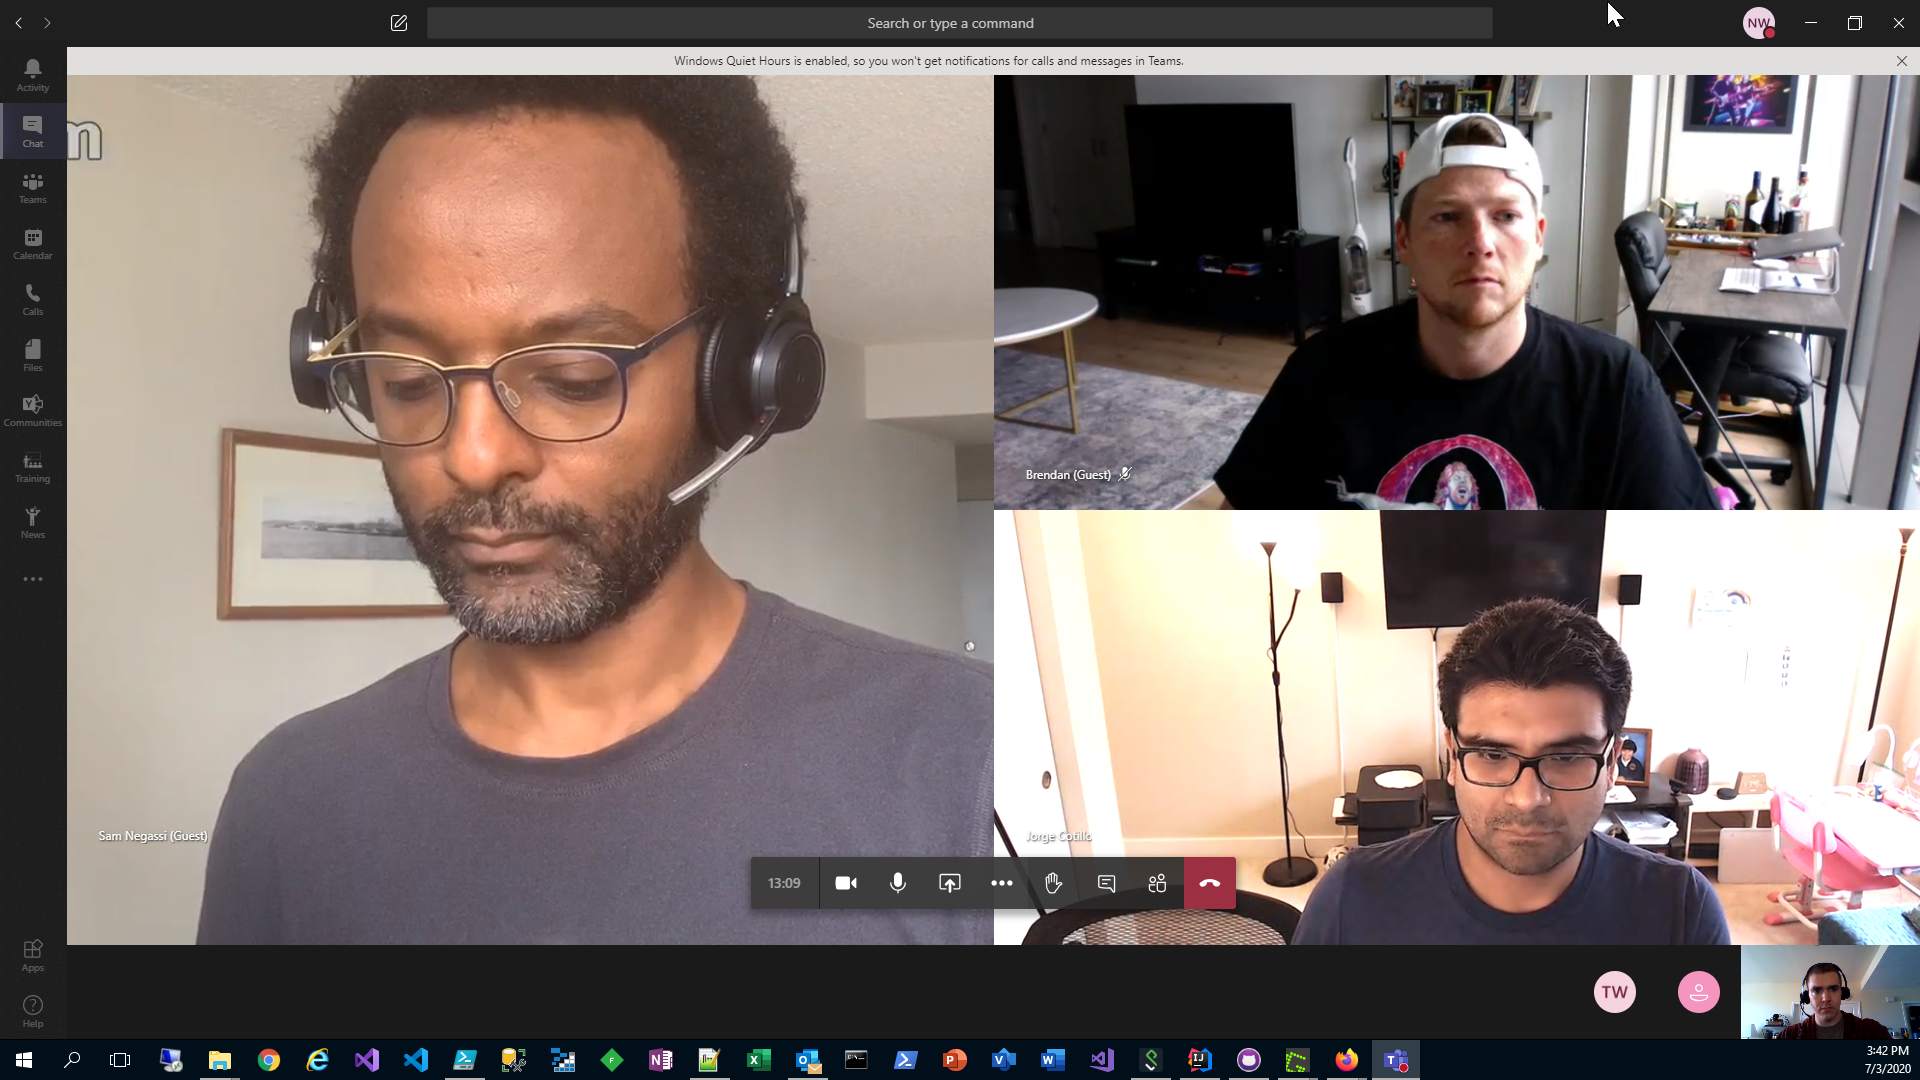 Search or type a command
NW
Windows Quiet Hours is enabled, so you won't get notifications for calls and messages in Teams.
Activity
Chat
Teams
Calendar
Calls
Files
Communities
Training
News
Apps
Help
m
Brendan (Guest)
Sam Negassi (Guest)
Jorge Cotillo
13:09
TW
3:42 PM
7/3/2020